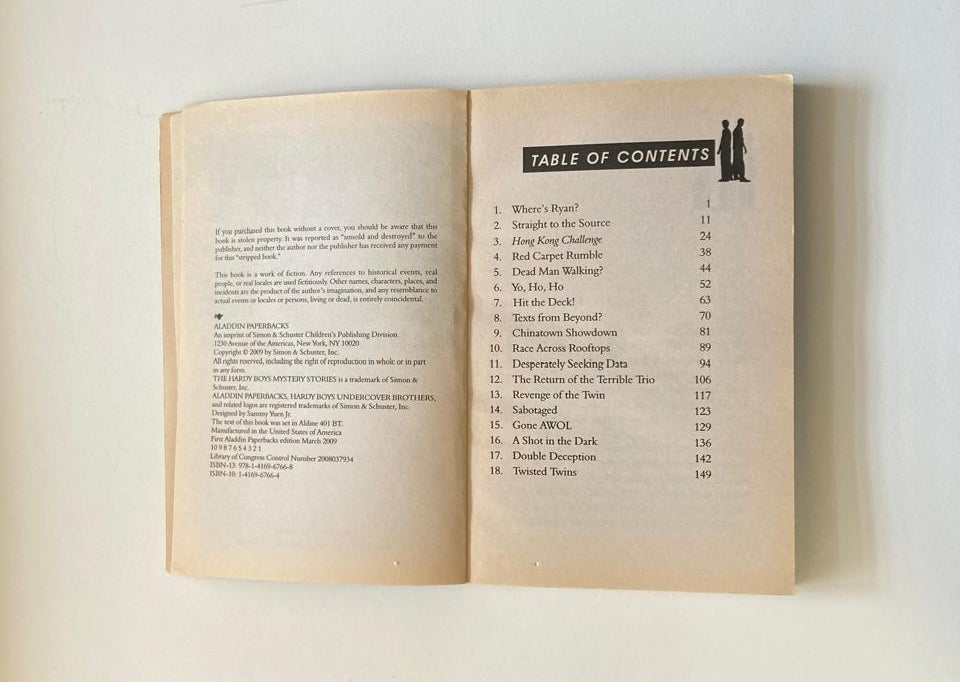 If you purchased this book without a cover, you should be aware that this
book is stolen property. It was reported as "unsold and destroyed" to the
publisher, and neither the author nor the publisher has received any payment
for this "stripped book."
This book is a work of fiction. Any references to historical events, real
people, or real locales are used fictitiously. Other names, characters, places, and
incidents are the product of the author's imagination, and any resemblance to
actual events or locales or persons, living or dead, is entirely coincidental.
ALADDIN PAPERBACKS
An imprint of Simon & Schuster Children's Publishing Division
1230 Avenue of the Americas, New York, NY 10020
Copyright © 2009 by Simon & Schuster, Inc.
All rights reserved, including the right of reproduction in whole or in part
in any form.
THE HARDY BOYS MYSTERY STORIES is a trademark of Simon &
Schuster, Inc.
ALADDIN PAPERBACKS, HARDY BOYS UNDERCOVER BROTHERS,
and related logos are registered trademarks of Simon & Schuster, Inc.
Designed by Sammy Yuen Jr.
The text of this book was set in Aldine 401 BT.
Manufactured in the United States of America
First Aladdin Paperbacks edition March 2009
10 9 8 7 6 5 4 3 2 1
Library of Congress Control Number 2008037934
ISBN-13: 978-1-4169-6766-8
ISBN-10: 1-4169-6766-4
TABLE OF CONTENTS
1. Where's Ryan? 1
2. Straight to the Source 11
3. Hong Kong Challenge 24
4. Red Carpet Rumble 38
5. Dead Man Walking? 44
6. Yo, Ho, Ho 52
7. Hit the Deck! 63
8. Texts from Beyond? 70
9. Chinatown Showdown 81
10. Race Across Rooftops 89
11. Desperately Seeking Data 94
12. The Return of the Terrible Trio 106
13. Revenge of the Twin 117
14. Sabotaged 123
15. Gone AWOL 129
16. A Shot in the Dark 136
17. Double Deception 142
18. Twisted Twins 149